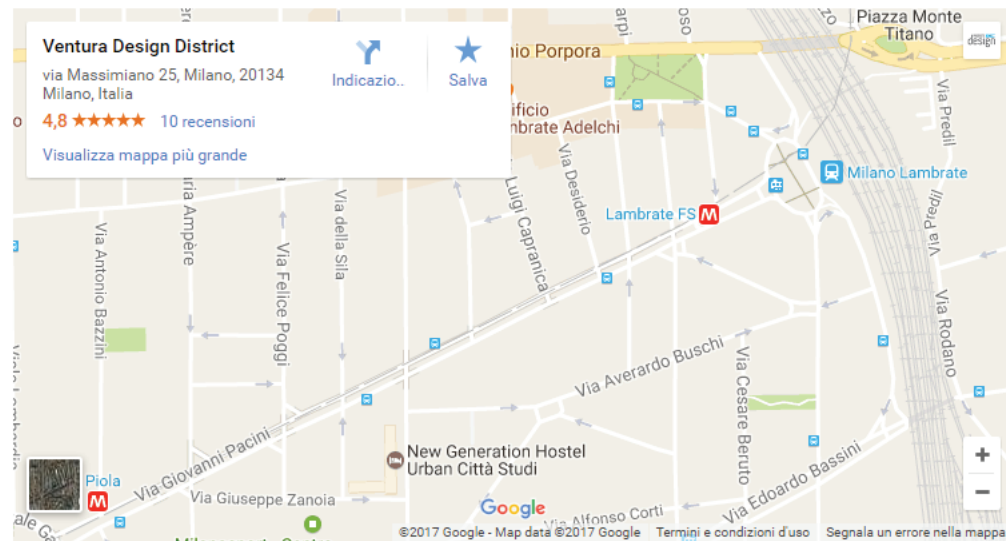 Ventura Design District
via Massimiano 25, Milano, 20134
Milano, Italia
4,8 ★★★★★ 10 recensioni
Visualizza mappa più grande
Indicazio..
Salva
Piazza Monte
Titano
design
Porpora
Adelchi
Via Predil
Milano Lambrate
Lambrate FS
M
Via Desiderio
Luigi Capranica
Via della Sila
Ampère
Via Felice Poggi
Via Antonio Bazzini
Via Predil
Via Rodano
Via Averardo Buschi
Via Cesare Beruto
Via Edoardo Bassini
New Generation Hostel
Urban Città Studi
Via Giovanni Pacini
Piola
M
Via Giuseppe Zanoia
Via Alfonso Corti
Google
+
−
©2017 Google - Map data ©2017 Google Termini e condizioni d'uso Segnala un errore nella mappa